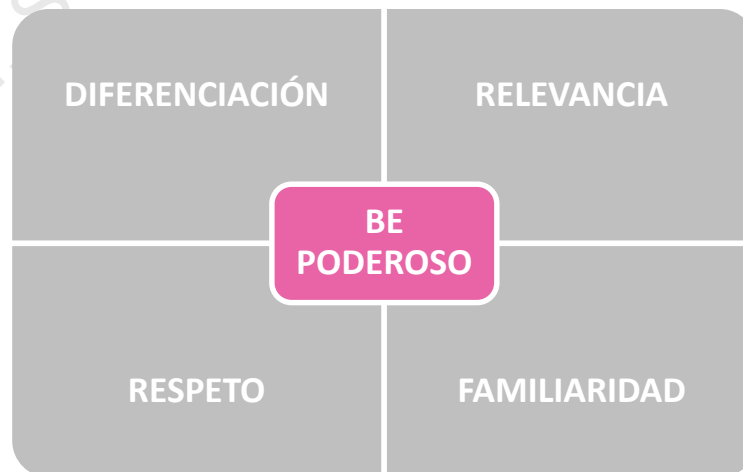 DIFERENCIACIÓN
RELEVANCIA
BE
PODEROSO
RESPETO
FAMILIARIDAD